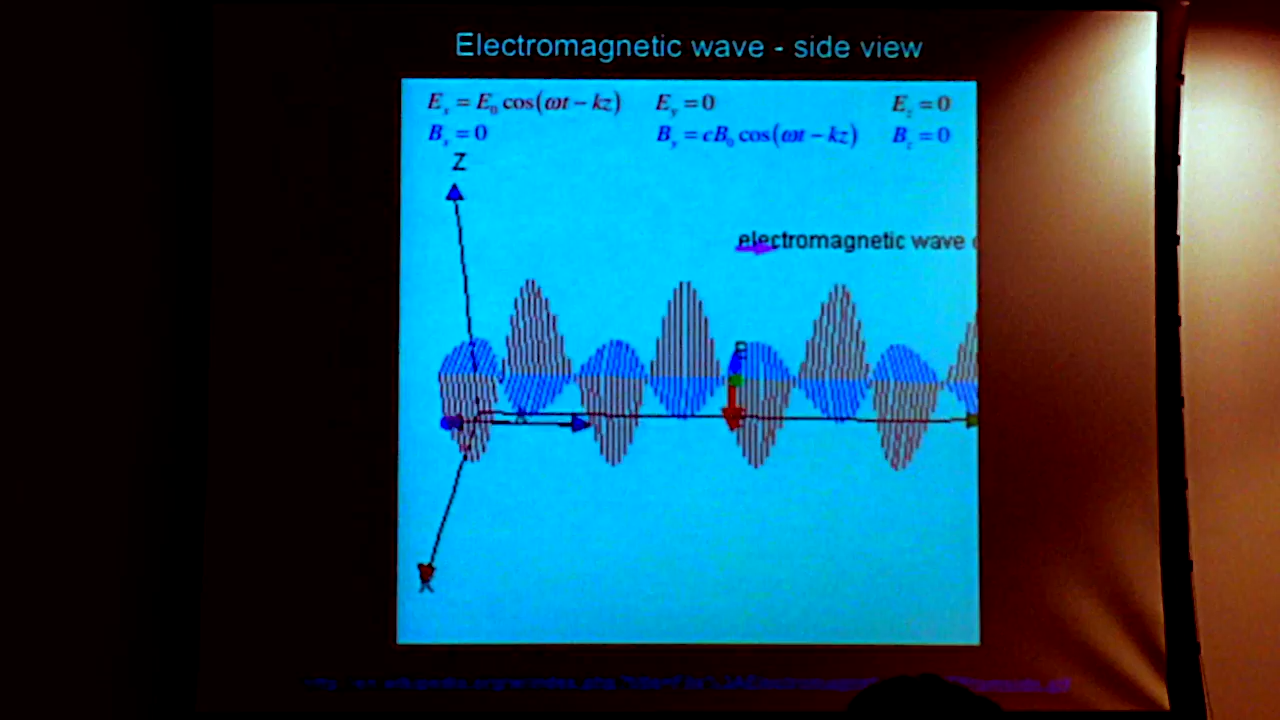 Electromagnetic wave - side view
Eₓ = E₀ cos(ωt – kz) Eᵧ = 0 E_z = 0
Bₓ = 0 Bᵧ = cB₀ cos(ωt – kz) B_z = 0
Z
electromagnetic wave
B
X